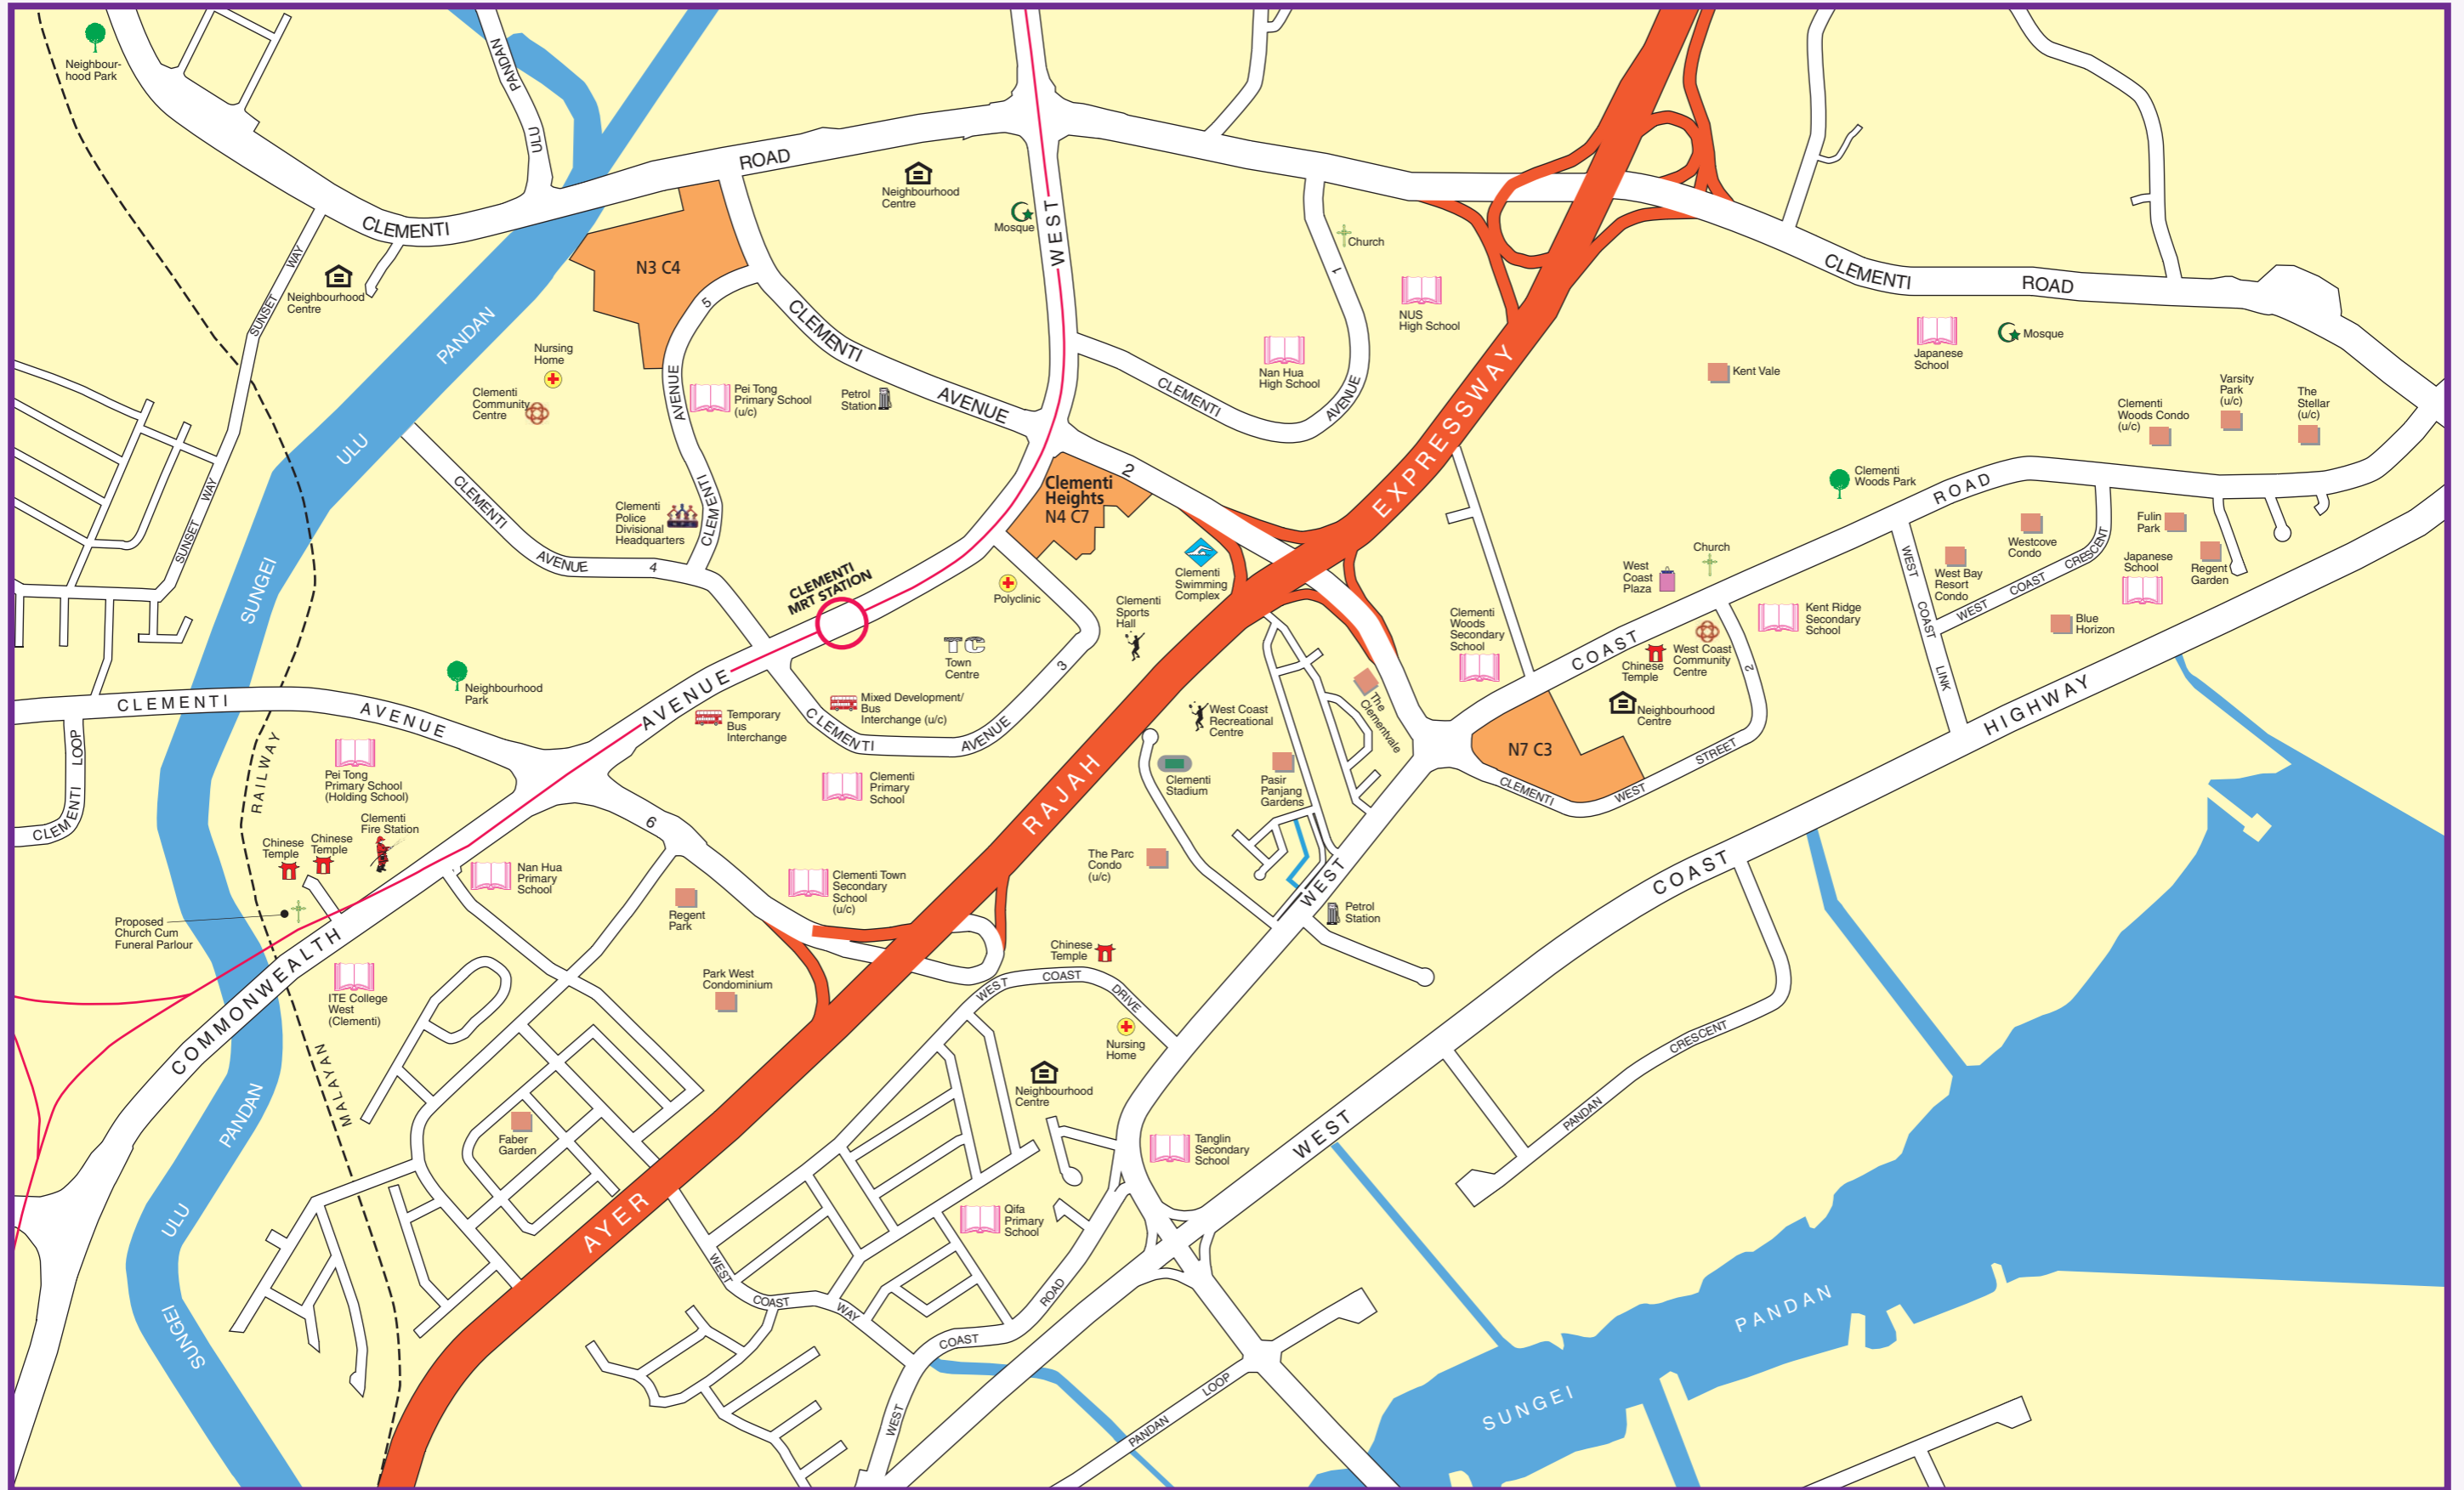 Neighbour-
hood Park
PANDAN
ULU
ROAD
CLEMENTI
Neighbourhood
Centre
Mosque
WEST
Church
1
N3 C4
WAY
SUNSET
Neighbourhood
Centre
PANDAN
ULU
SUNGEI
5
CLEMENTI
AVENUE
2
NUS
High School
Nan Hua
High School
CLEMENTI
AVENUE
EXPRESSWAY
CLEMENTI
ROAD
Japanese
School
Mosque
Kent Vale
Varsity
Park
(u/c)
The
Stellar
(u/c)
Clementi
Woods Condo
(u/c)
Nursing
Home
Clementi
Community
Centre
AVENUE
CLEMENTI
Pei Tong
Primary School
(u/c)
Petrol
Station
WAY
SUNSET
CLEMENTI
AVENUE
4
Clementi
Police
Divisional
Headquarters
Clementi
Heights
N4 C7
Clementi
Woods Park
ROAD
COAST
Fulin
Park
Westcove
Condo
Japanese
School
Regent
Garden
West Bay
Resort
Condo
WEST
COAST
CRESCENT
WEST
COAST
LINK
Blue
Horizon
Church
West
Coast
Plaza
Kent Ridge
Secondary
School
West Coast
Community
Centre
Chinese
Temple
2
Neighbourhood
Centre
Clementi
Swimming
Complex
Clementi
Sports
Hall
Clementi
Woods
Secondary
School
CLEMENTI
MRT STATION
Polyclinic
TC
Town
Centre
3
Mixed Development/
Bus
Interchange (u/c)
Temporary
Bus
Interchange
CLEMENTI
AVENUE
AVENUE
Neighbourhood
Park
CLEMENTI
AVENUE
6
LOOP
CLEMENTI
RAILWAY
MALAYAN
Pei Tong
Primary School
(Holding School)
Chinese
Temple
Chinese
Temple
Clementi
Fire Station
Clementi
Primary
School
West Coast
Recreational
Centre
The
Clementvale
Clementi
Stadium
Pasir
Panjang
Gardens
N7 C3
CLEMENTI
WEST
STREET
HIGHWAY
COAST
WEST
RAJAH
AYER
Nan Hua
Primary
School
Regent
Park
Clementi Town
Secondary
School
(u/c)
The Parc
Condo
(u/c)
WEST
Petrol
Station
Proposed
Church Cum
Funeral Parlour
COMMONWEALTH
ITE College
West
(Clementi)
Park West
Condominium
Chinese
Temple
WEST
COAST
DRIVE
Nursing
Home
Neighbourhood
Centre
CRESCENT
PANDAN
PANDAN
ULU
SUNGEI
Faber
Garden
Tanglin
Secondary
School
Qifa
Primary
School
WEST
COAST
WAY
ROAD
COAST
WEST
LOOP
PANDAN
PANDAN
SUNGEI